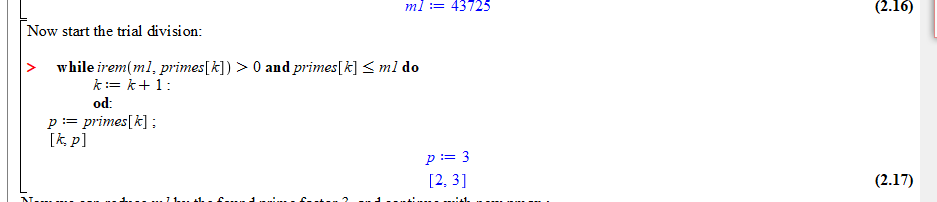 m1 := 43725 (2.16)
Now start the trial division:
> while irem(m1, primes[k]) > 0 and primes[k] ≤ m1 do
k := k + 1 :
od:
p := primes[k] ;
[k, p]
p := 3
[2, 3] (2.17)